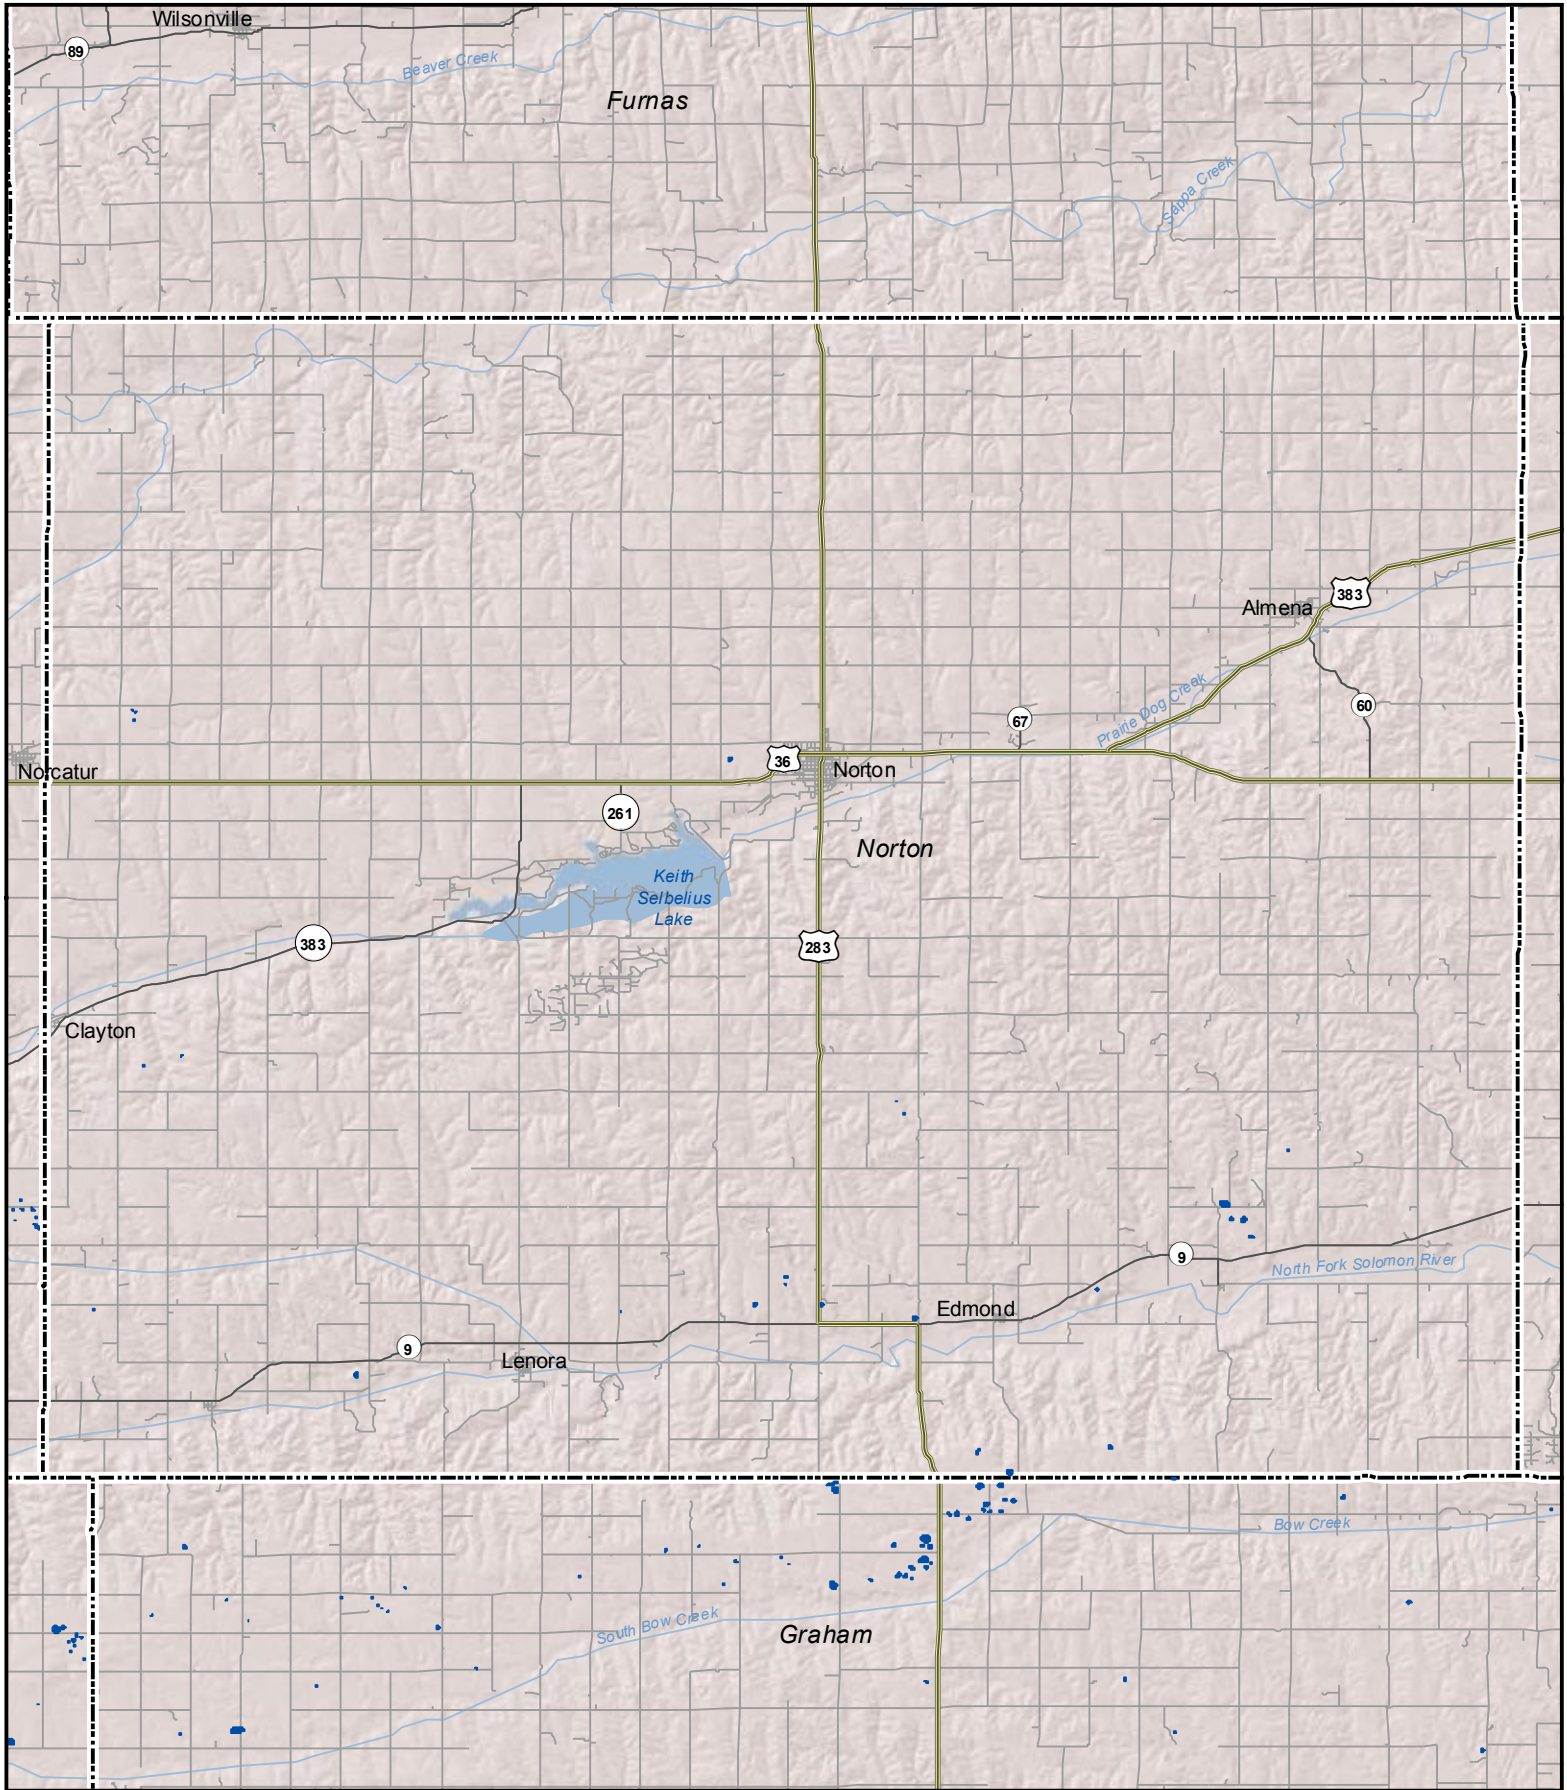 Wilsonville
89
Beaver Creek
Furnas
Sappa Creek
383
Almena
Prairie Dog Creek
60
67
36
Norcatur
Norton
261
Norton
Keith
Selbelius
Lake
383
283
Clayton
9
North Fork Solomon River
Edmond
9
Lenora
Bow Creek
South Bow Creek
Graham